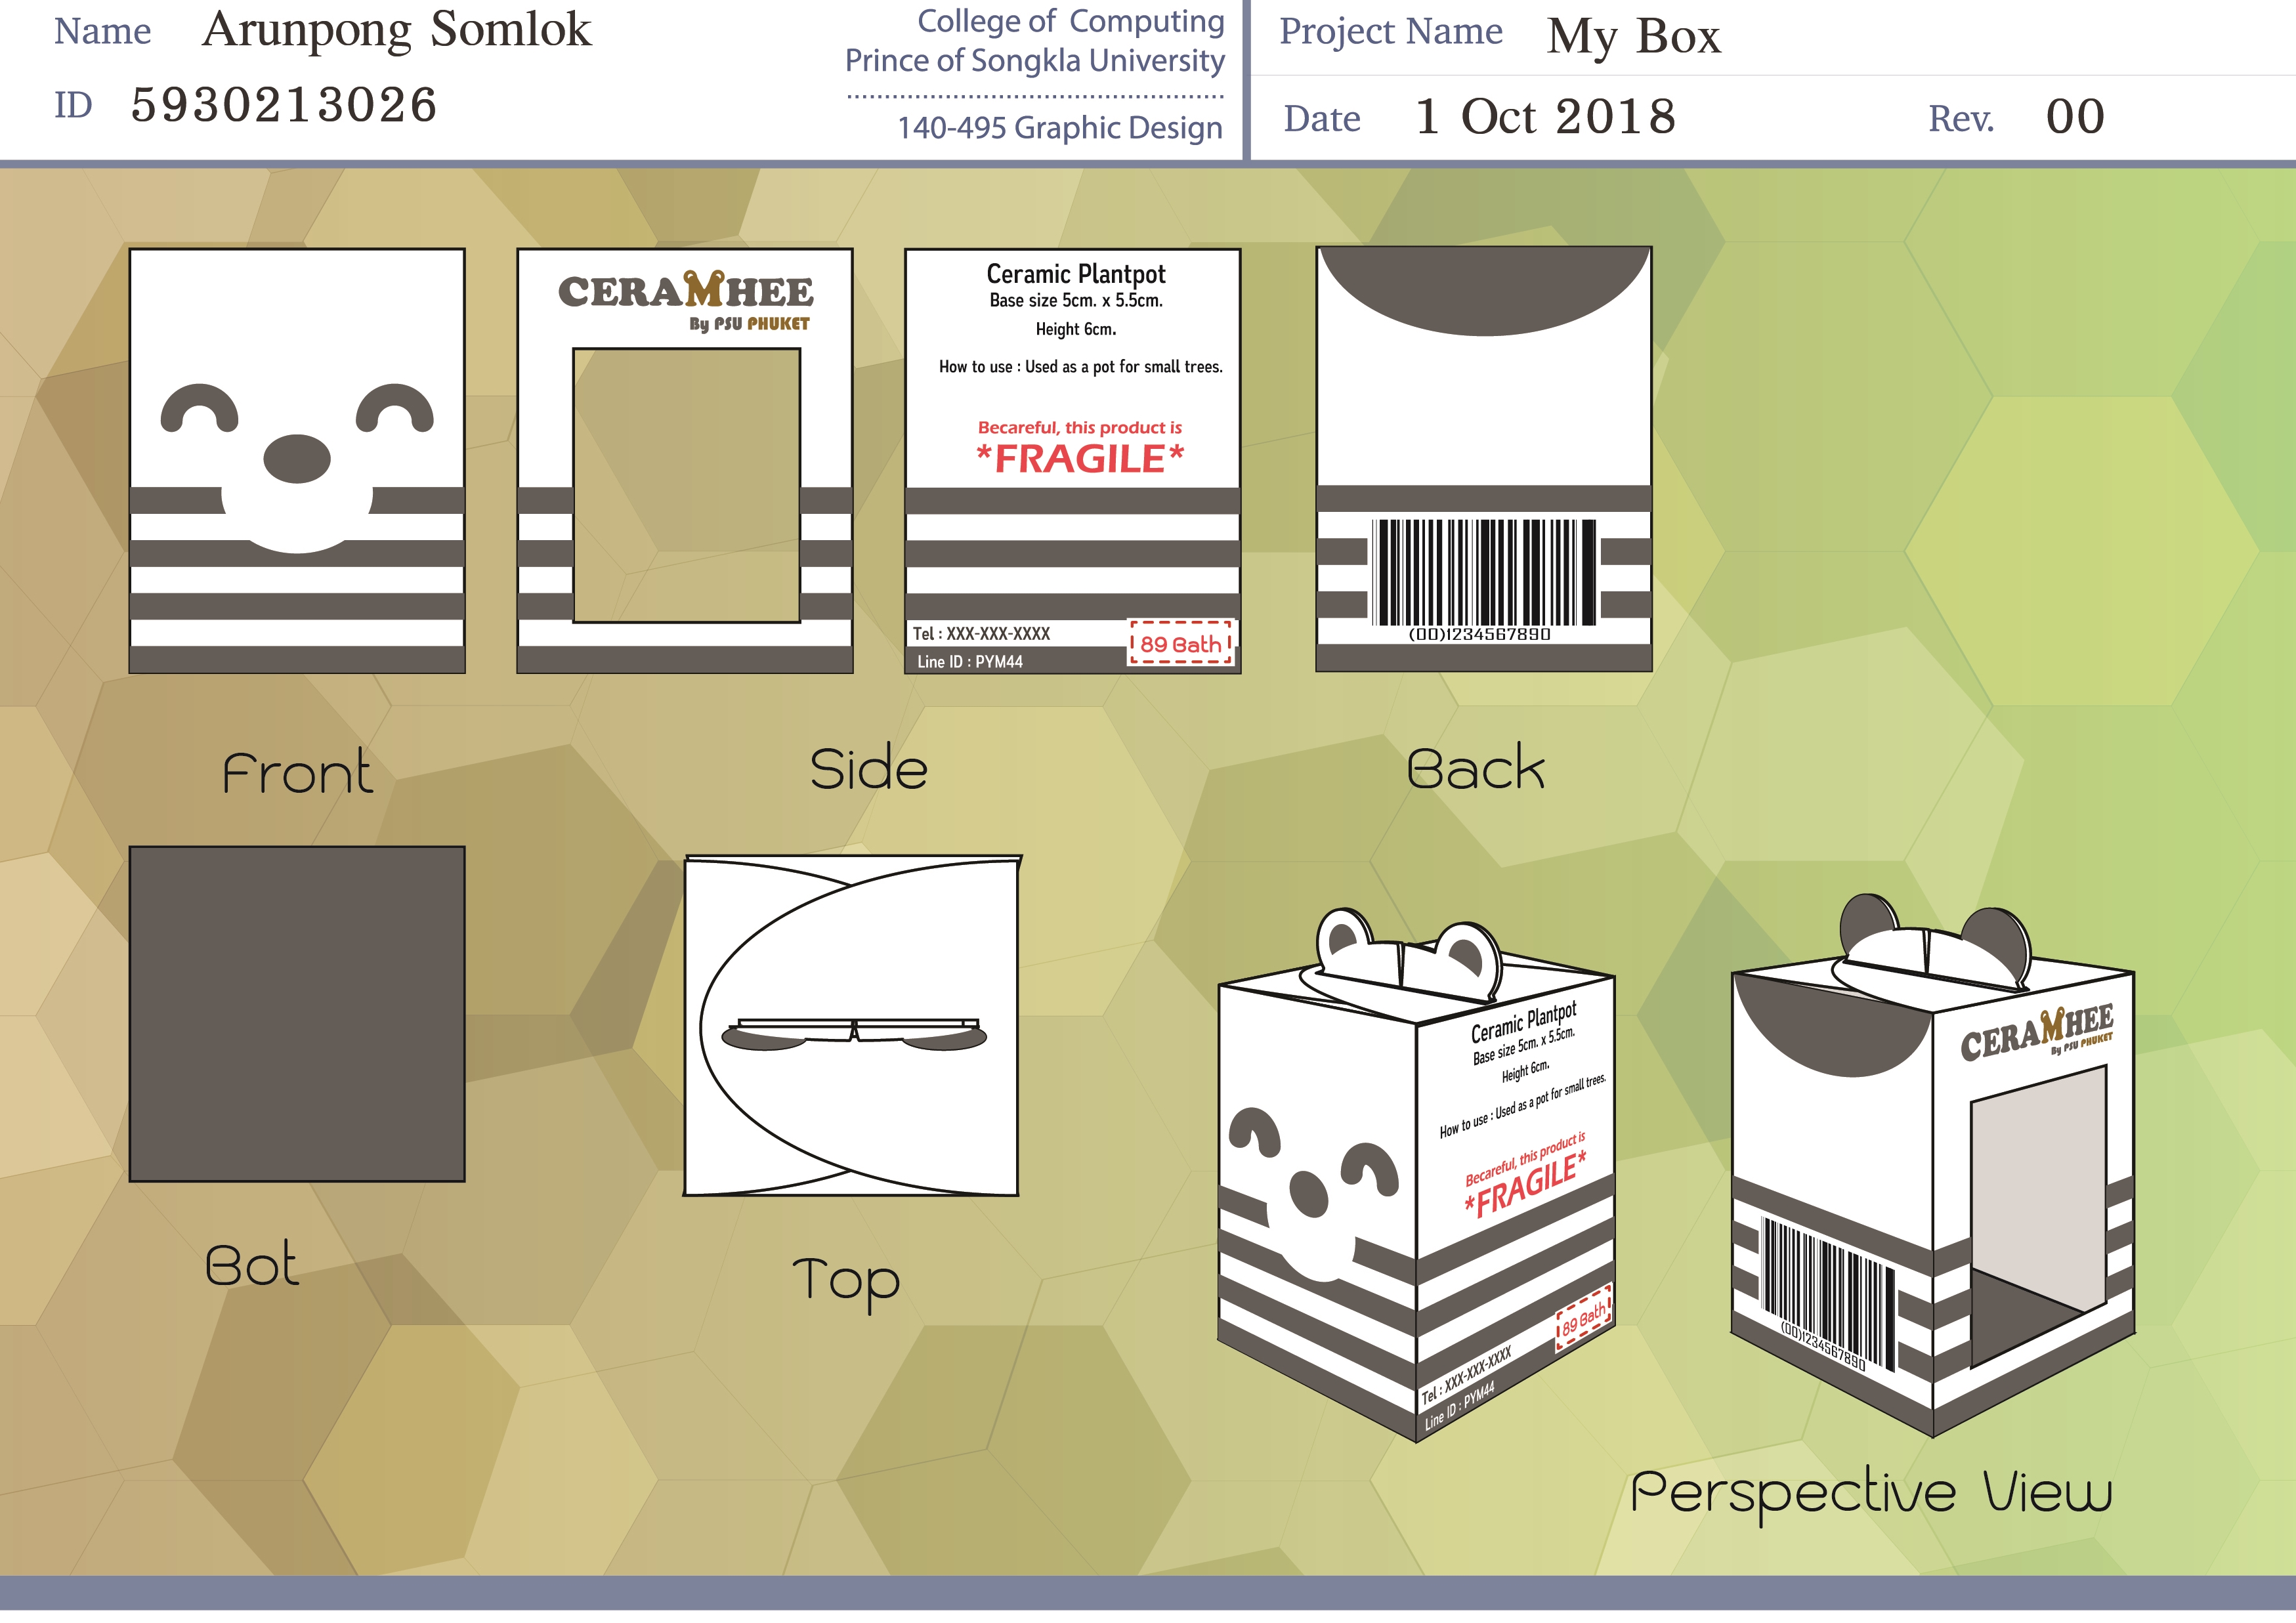 Name Arunpong Somlok
ID 5930213026
College of Computing
Prince of Songkla University
140-495 Graphic Design
Project Name My Box
Date 1 Oct 2018 Rev. 00
CERAMHEE
By PSU PHUKET
Ceramic Plantpot
Base size 5cm. x 5.5cm.
Height 6cm.
How to use : Used as a pot for small trees.
Becareful, this product is
*FRAGILE*
Tel : XXX-XXX-XXXX
89 Bath
Line ID : PYM44
(00)1234567890
Front
Side
Back
Bot
Top
Ceramic Plantpot
Base size 5cm. x 5.5cm.
Height 6cm.
How to use : Used as a pot for small trees.
Becareful, this product is
*FRAGILE*
89 Bath
Tel : XXX-XXX-XXXX
Line ID : PYM44
CERAMHEE
By PSU PHUKET
(00)1234567890
Perspective View